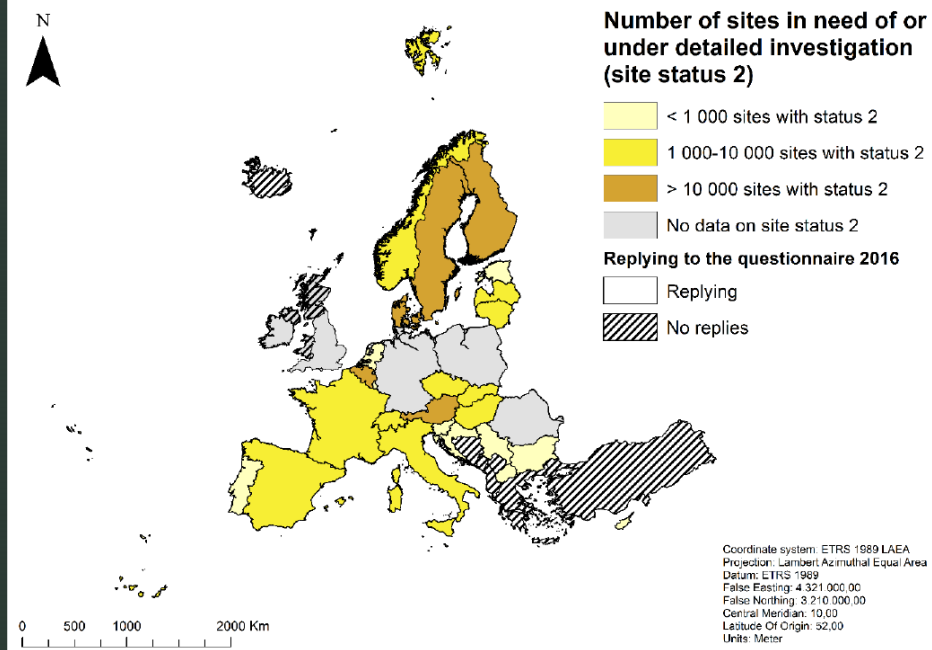 N
Number of sites in need of or
under detailed investigation
(site status 2)
< 1 000 sites with status 2
1 000-10 000 sites with status 2
> 10 000 sites with status 2
No data on site status 2
Replying to the questionnaire 2016
Replying
No replies
Coordinate system: ETRS 1989 LAEA
Projection: Lambert Azimuthal Equal Area
Datum: ETRS 1989
False Easting: 4.321.000,00
False Northing: 3.210.000,00
Central Meridian: 10,00
Latitude Of Origin: 52,00
Units: Meter
0 500 1000 2000 Km